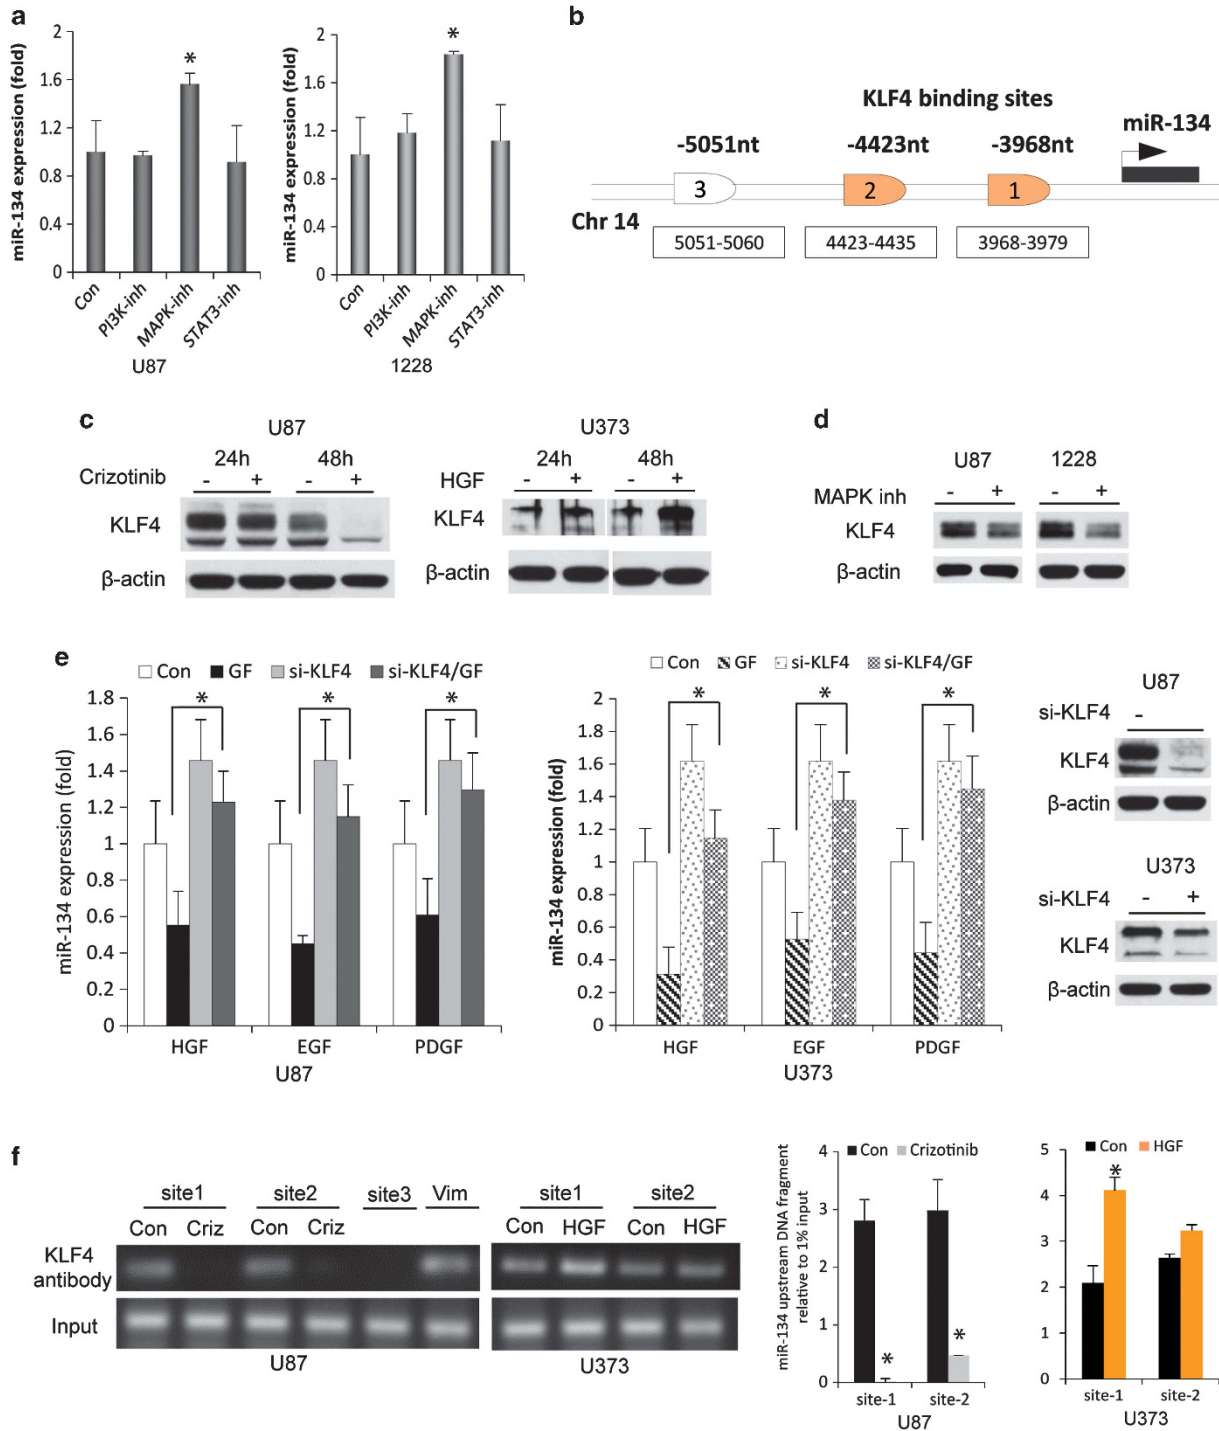 a
miR-134 expression (fold)
2
1.6
1.2
0.8
0.4
0
*
Con
PI3K-inh
MAPK-inh
STAT3-inh
U87
miR-134 expression (fold)
2
1.6
1.2
0.8
0.4
0
*
Con
PI3K-inh
MAPK-inh
STAT3-inh
1228
b
KLF4 binding sites
-5051nt -4423nt -3968nt miR-134
3 2 1
Chr 14
5051-5060 4423-4435 3968-3979
c
U87
24h 48h
Crizotinib - + - +
KLF4
β-actin
U373
24h 48h
HGF - + - +
KLF4
β-actin
d
U87 1228
MAPK inh - + - +
KLF4
β-actin
e
Con GF si-KLF4 si-KLF4/GF
miR-134 expression (fold)
1.8
1.6
1.4
1.2
1
0.8
0.6
0.4
0.2
0
* * *
HGF EGF PDGF
U87
Con GF si-KLF4 si-KLF4/GF
miR-134 expression (fold)
2
1.8
1.6
1.4
1.2
1
0.8
0.6
0.4
0.2
0
* * *
HGF EGF PDGF
U373
U87
si-KLF4 -
KLF4
β-actin
U373
si-KLF4 - +
KLF4
β-actin
f
site1 site2 site3 Vim
Con Criz Con Criz
KLF4
antibody
Input
U87
site1 site2
Con HGF Con HGF
U373
miR-134 upstream DNA fragment
relative to 1% input
Con Crizotinib
4
3
2
1
0
* *
site-1 site-2
U87
Con HGF
5
4
3
2
1
0
*
site-1 site-2
U373